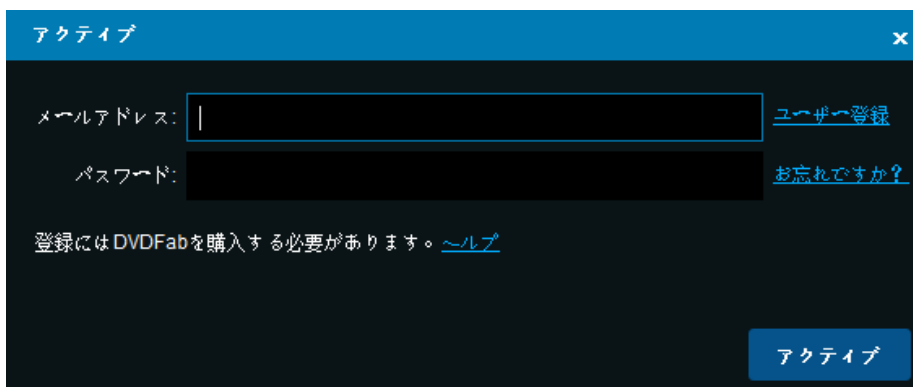 アクティブ x
メールアドレス: ユーザー登録
パスワード: お忘れですか?
登録にはDVDFabを購入する必要があります。ヘルプ
アクティブ